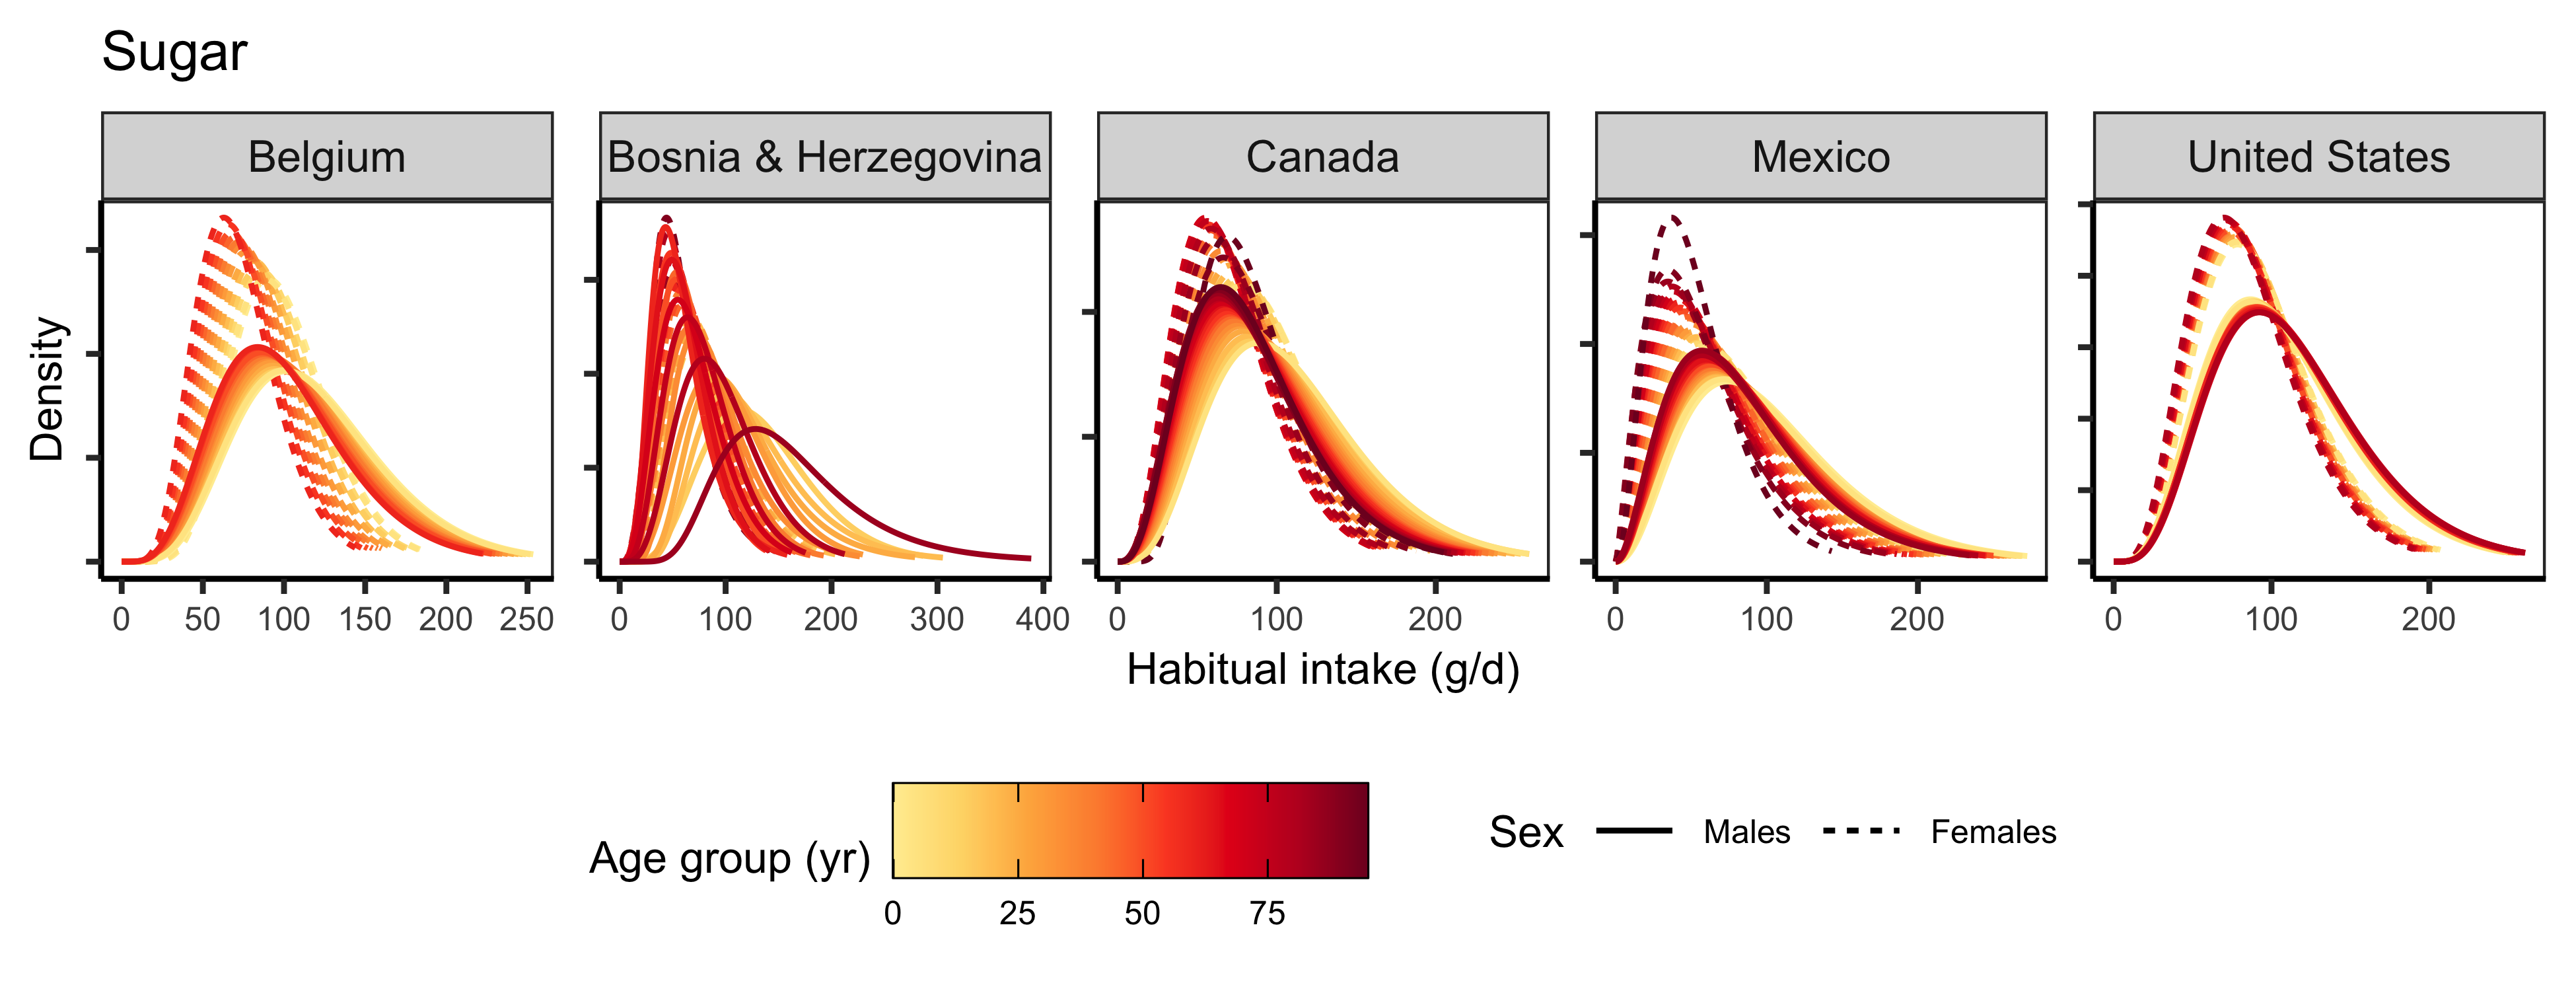 Sugar
Belgium
Bosnia & Herzegovina
Canada
Mexico
United States
Density
0 50 100 150 200 250
0 100 200 300 400
0 100 200
0 100 200
0 100 200
Habitual intake (g/d)
Age group (yr)
0 25 50 75
Sex Males Females